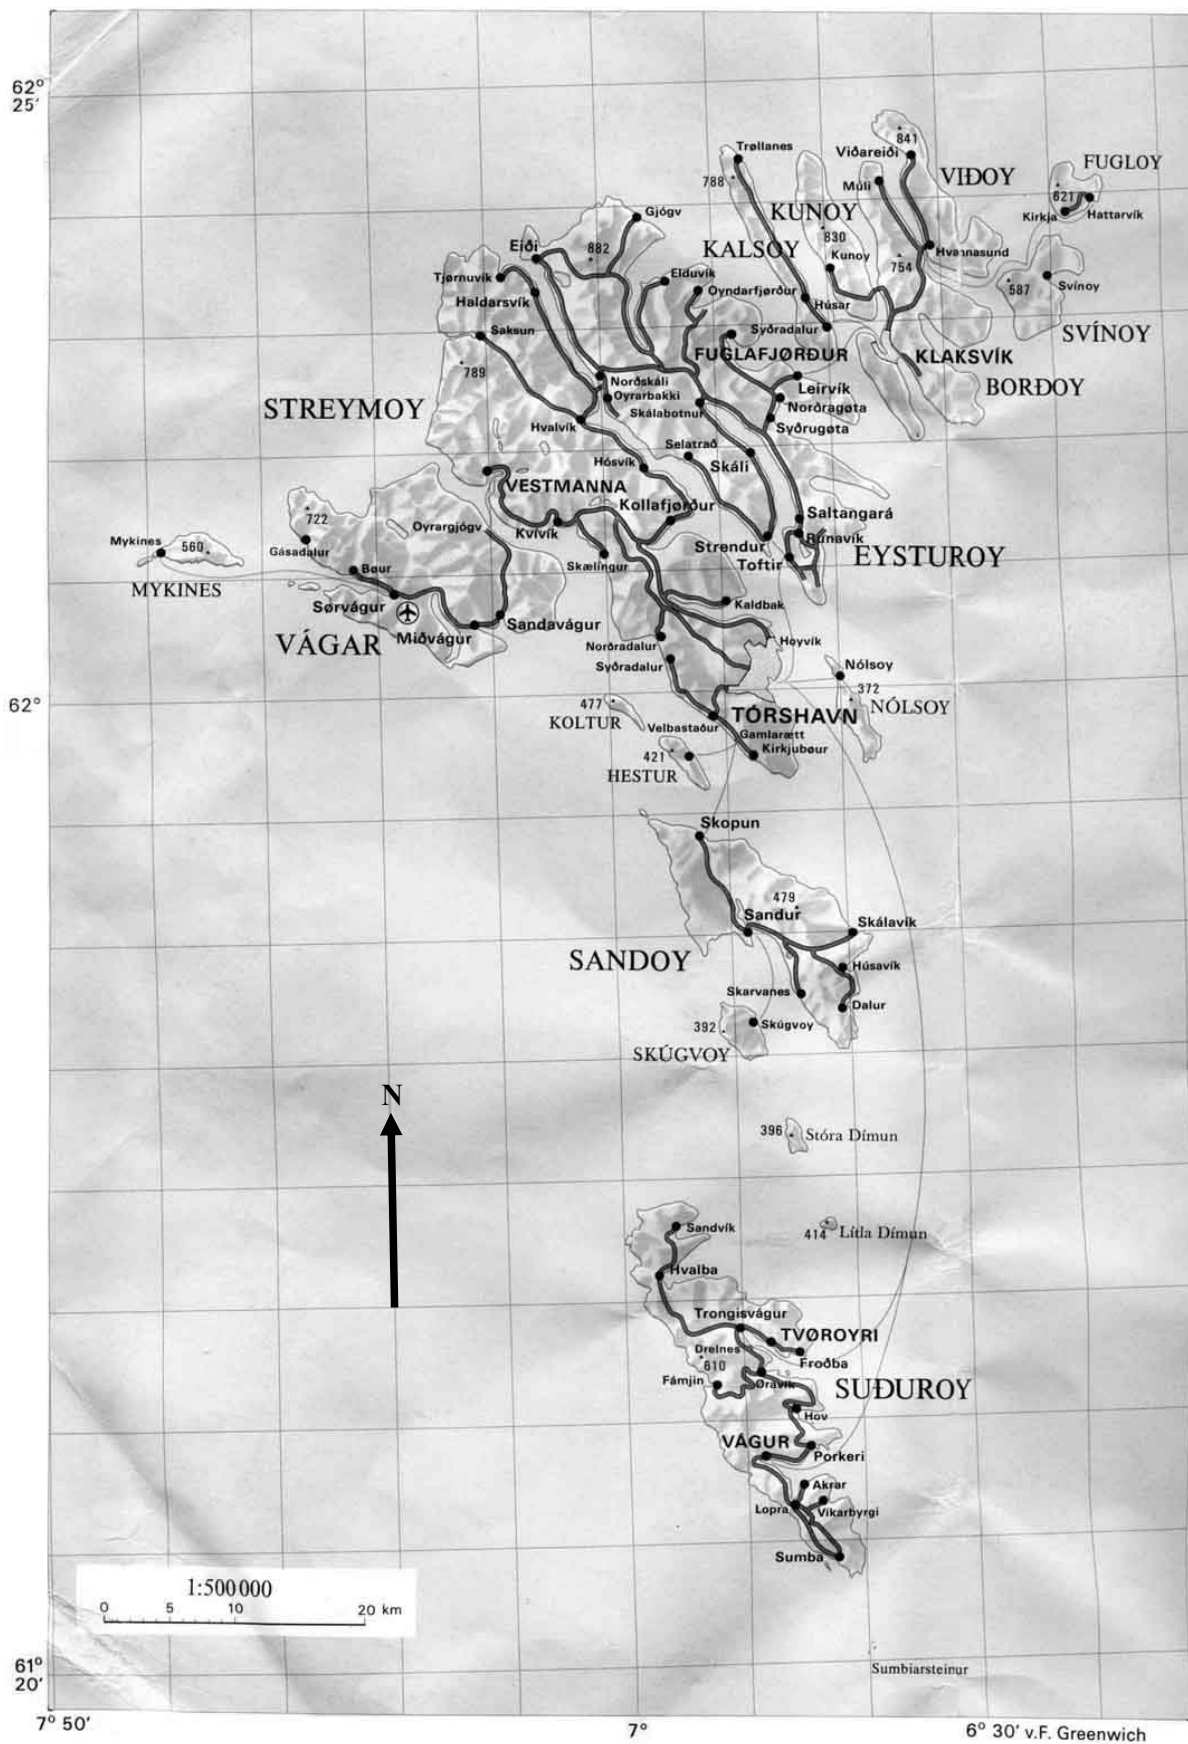 62°
25'
841
Trøllanes
Viðareiði
FUGLOY
788
Múli
VIÐOY
621
KUNOY
Kirkja
Hattarvík
Gjógv
830
KALSOY
Eiði
882
Kunoy
754
Hvannasund
Tjørnuvík
Elduvík
Oyndarfjørður
587
Svínoy
Haldarsvík
Húsar
Saksun
Syðradalur
SVÍNOY
FUGLAFJØRÐUR
KLAKSVÍK
789
Norðskáli
Leirvík
BORÐOY
STREYMOY
Oyrarbakki
Norðragøta
Skálabotnur
Hvalvík
Syðrugøta
Selatrað
Hósvík
Skáli
VESTMANNA
Kollafjørður
722
Oyrargjógv
Kvívík
Saltangará
Mykines
560
Gásadalur
Strendur
Rúnavík
EYSTUROY
Bøur
Skælingur
Toftir
MYKINES
Sørvágur
Kaldbak
Sandavágur
VÁGAR
Miðvágur
Norðradalur
Hoyvík
Syðradalur
Nólsoy
372
62°
477
NÓLSOY
KOLTUR
TÓRSHAVN
Velbastaður
Gamlarætt
421
Kirkjubøur
HESTUR
Skopun
479
Sandur
Skálavík
SANDOY
Húsavík
Skarvanes
Dalur
392
Skúgvoy
SKÚGVOY
N
396
Stóra Dímun
Sandvík
414
Lítla Dímun
Hvalba
Trongisvágur
TVØROYRI
Drelnes
Froðba
610
Fámjin
Øravík
SUÐUROY
Hov
VÁGUR
Porkeri
Akrar
Lopra
Víkarbyrgi
Sumba
1:500 000
0 5 10 20 km
61°
20'
Sumbiarsteinur
7° 50'
7°
6° 30' v.F. Greenwich